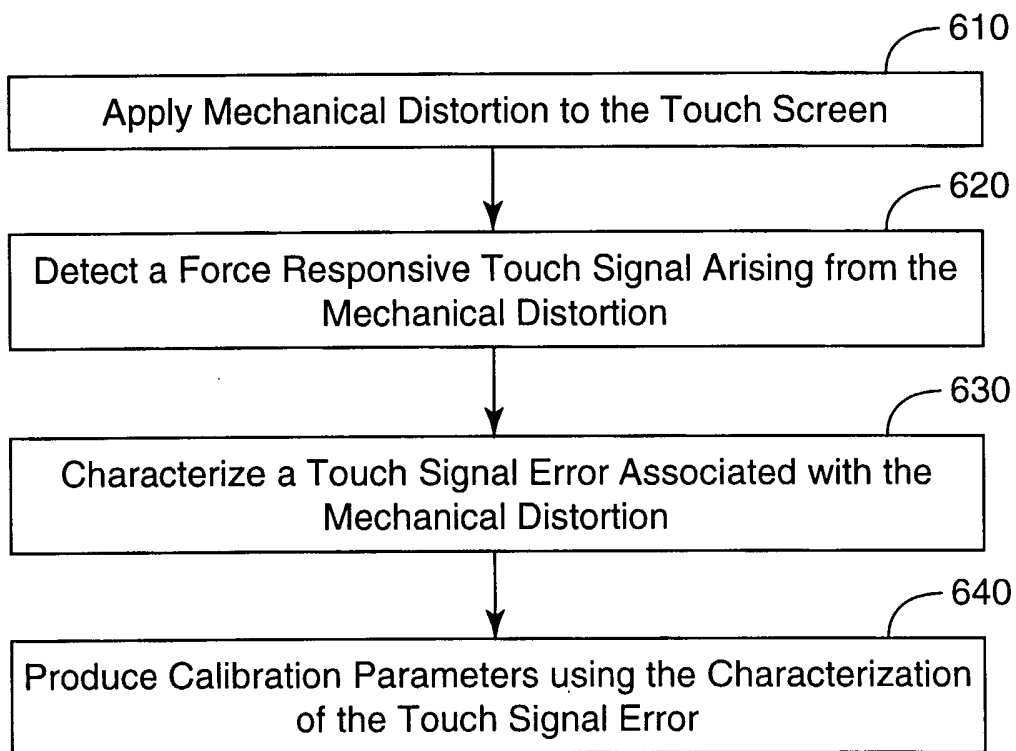 610
Apply Mechanical Distortion to the Touch Screen
620
Detect a Force Responsive Touch Signal Arising from the
Mechanical Distortion
630
Characterize a Touch Signal Error Associated with the
Mechanical Distortion
640
Produce Calibration Parameters using the Characterization
of the Touch Signal Error